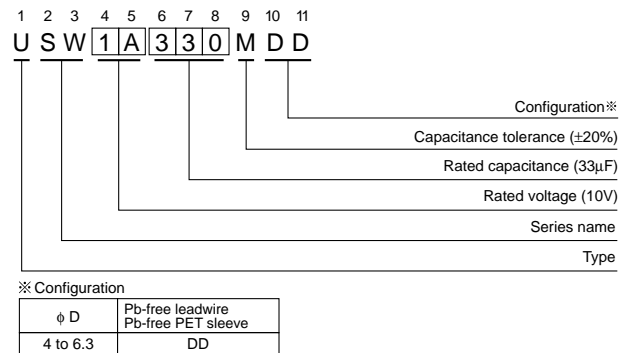 1 2 3 4 5 6 7 8 9 10 11
U S W 1 A 3 3 0 M D D
Configuration※
Capacitance tolerance (±20%)
Rated capacitance (33µF)
Rated voltage (10V)
Series name
Type
※ Configuration
ϕ D
Pb-free leadwire
Pb-free PET sleeve
4 to 6.3
DD